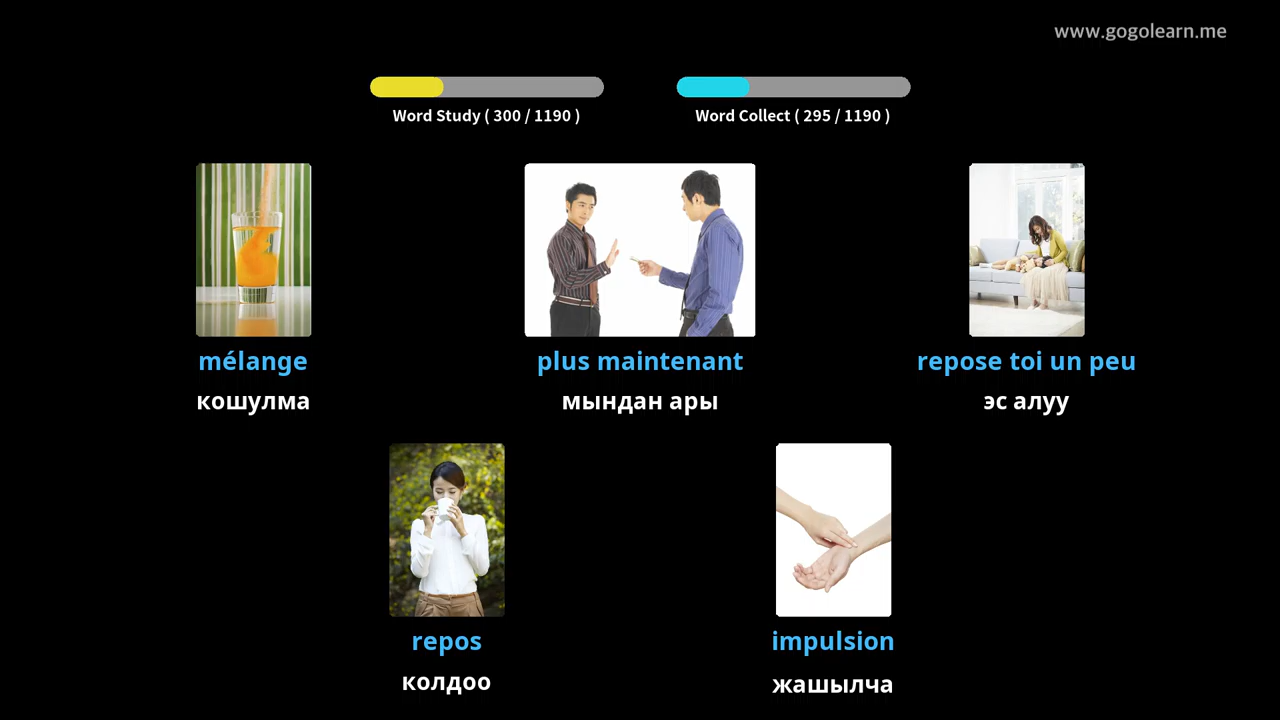 www.gogolearn.me
Word Study ( 300 / 1190 )
Word Collect ( 295 / 1190 )
mélange
кошулма
plus maintenant
мындан ары
repose toi un peu
эс алуу
repos
колдоо
impulsion
жашылча